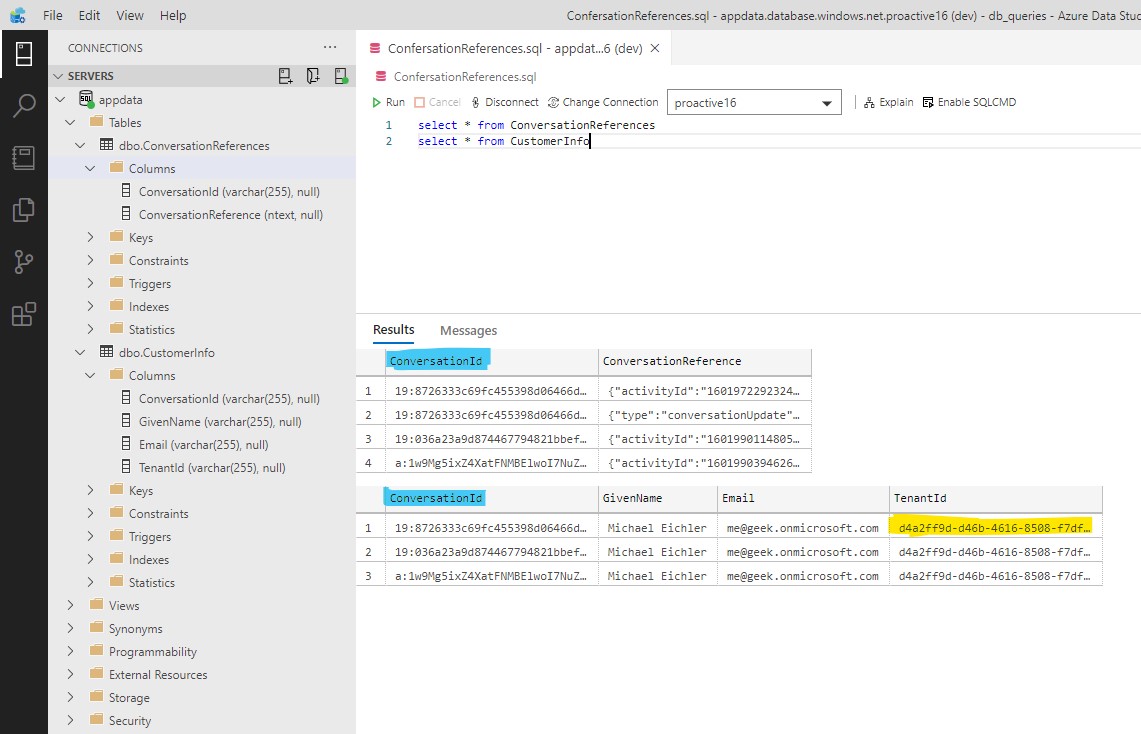 File Edit View Help
ConfersationReferences.sql - appdata.database.windows.net.proactive16 (dev) - db_queries - Azure Data Stuc
CONNECTIONS ...
SERVERS
appdata
Tables
dbo.ConversationReferences
Columns
ConversationId (varchar(255), null)
ConversationReference (ntext, null)
Keys
Constraints
Triggers
Indexes
Statistics
dbo.CustomerInfo
Columns
ConversationId (varchar(255), null)
GivenName (varchar(255), null)
Email (varchar(255), null)
TenantId (varchar(255), null)
Keys
Constraints
Triggers
Indexes
Statistics
Views
Synonyms
Programmability
External Resources
Storage
Security
ConfersationReferences.sql - appdat...6 (dev)
ConfersationReferences.sql
Run Cancel Disconnect Change Connection proactive16 Explain Enable SQLCMD
1 select * from ConversationReferences
2 select * from CustomerInfo
Results Messages
ConversationId ConversationReference
1 19:8726333c69fc455398d06466d… {"activityId":"1601972292324…
2 19:8726333c69fc455398d06466d… {"type":"conversationUpdate"…
3 19:036a23a9d874467794821bbef… {"activityId":"1601990114805…
4 a:1w9Mg5ixZ4XatFNMBElwoI7NuZ… {"activityId":"1601990394626…
ConversationId GivenName Email TenantId
1 19:8726333c69fc455398d06466d… Michael Eichler me@geek.onmicrosoft.com d4a2ff9d-d46b-4616-8508-f7df…
2 19:036a23a9d874467794821bbef… Michael Eichler me@geek.onmicrosoft.com d4a2ff9d-d46b-4616-8508-f7df…
3 a:1w9Mg5ixZ4XatFNMBElwoI7NuZ… Michael Eichler me@geek.onmicrosoft.com d4a2ff9d-d46b-4616-8508-f7df…